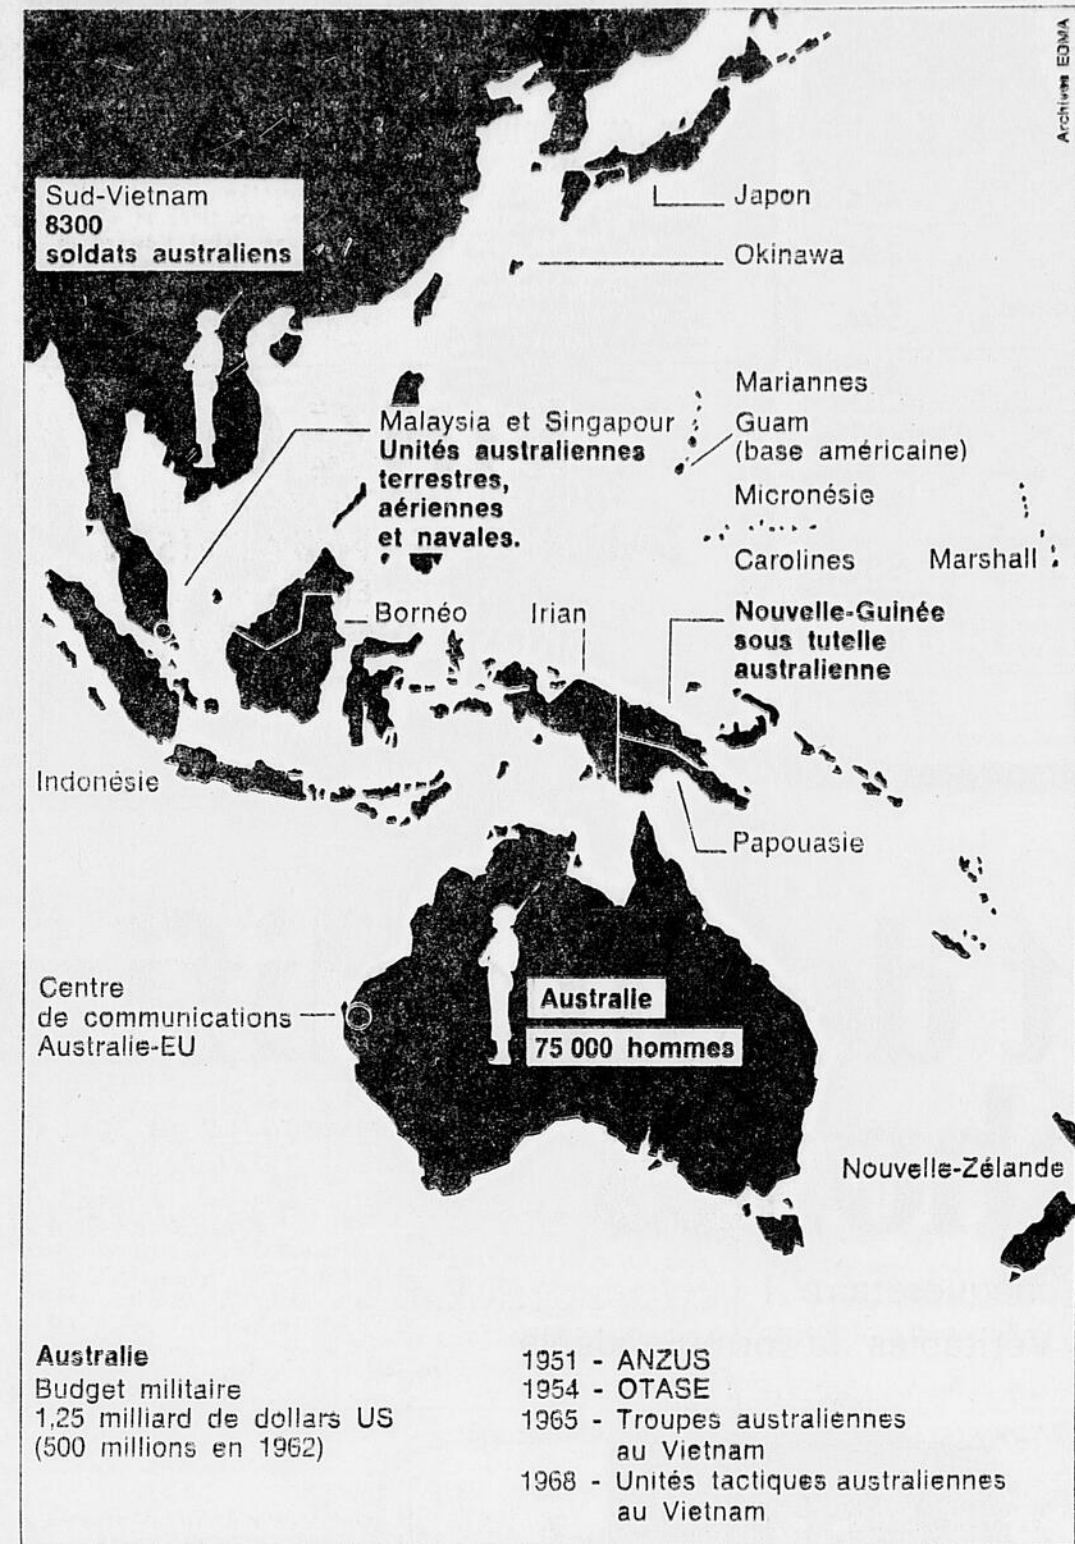 Archives EDMA
Sud-Vietnam
8300
soldats australiens
Japon
Okinawa
Mariannes
Guam
(base américaine)
Malaysia et Singapour
Unités australiennes
terrestres,
aériennes
et navales.
Micronésie
Carolines
Marshall
Bornéo
Irian
Nouvelle-Guinée
sous tutelle
australienne
Indonésie
Papouasie
Centre
de communications
Australie-EU
Australie
75 000 hommes
Nouvelle-Zélande
Australie
Budget militaire
1,25 milliard de dollars US
(500 millions en 1962)
1951 - ANZUS
1954 - OTASE
1965 - Troupes australiennes
au Vietnam
1968 - Unités tactiques australiennes
au Vietnam